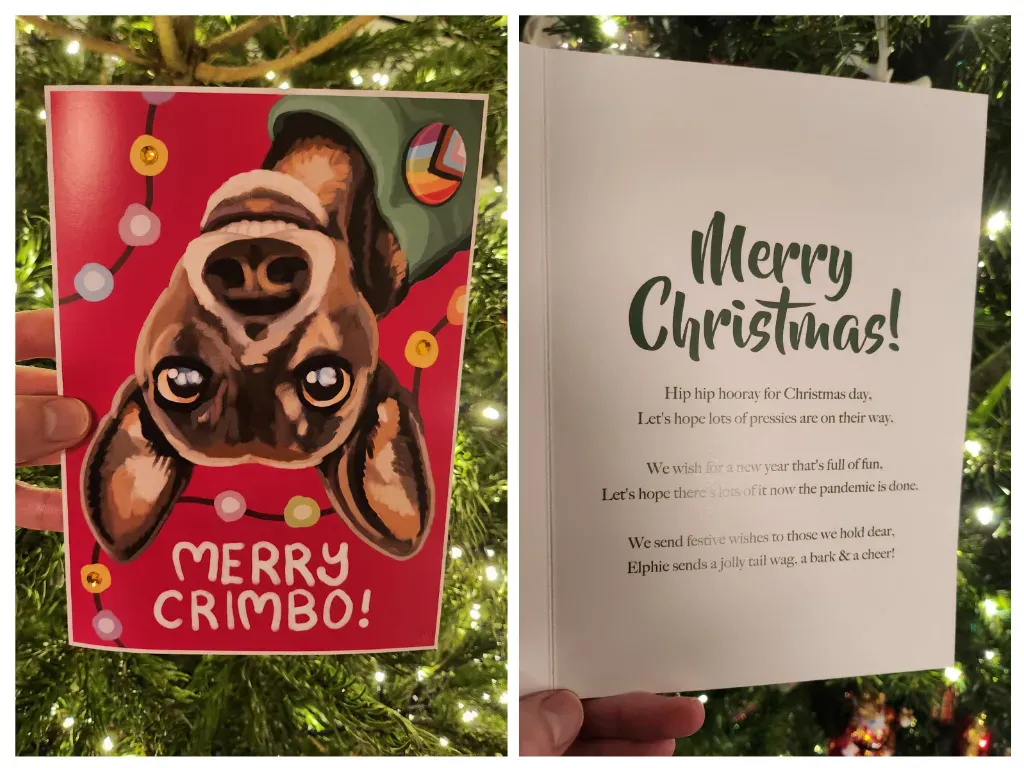 MERRY
CRIMBO!
Merry
Christmas!
Hip hip hooray for Christmas day,
Let's hope lots of pressies are on their way.
We wish for a new year that's full of fun,
Let's hope there's lots of it now the pandemic is done.
We send festive wishes to those we hold dear,
Elphie sends a jolly tail wag, a bark & a cheer!